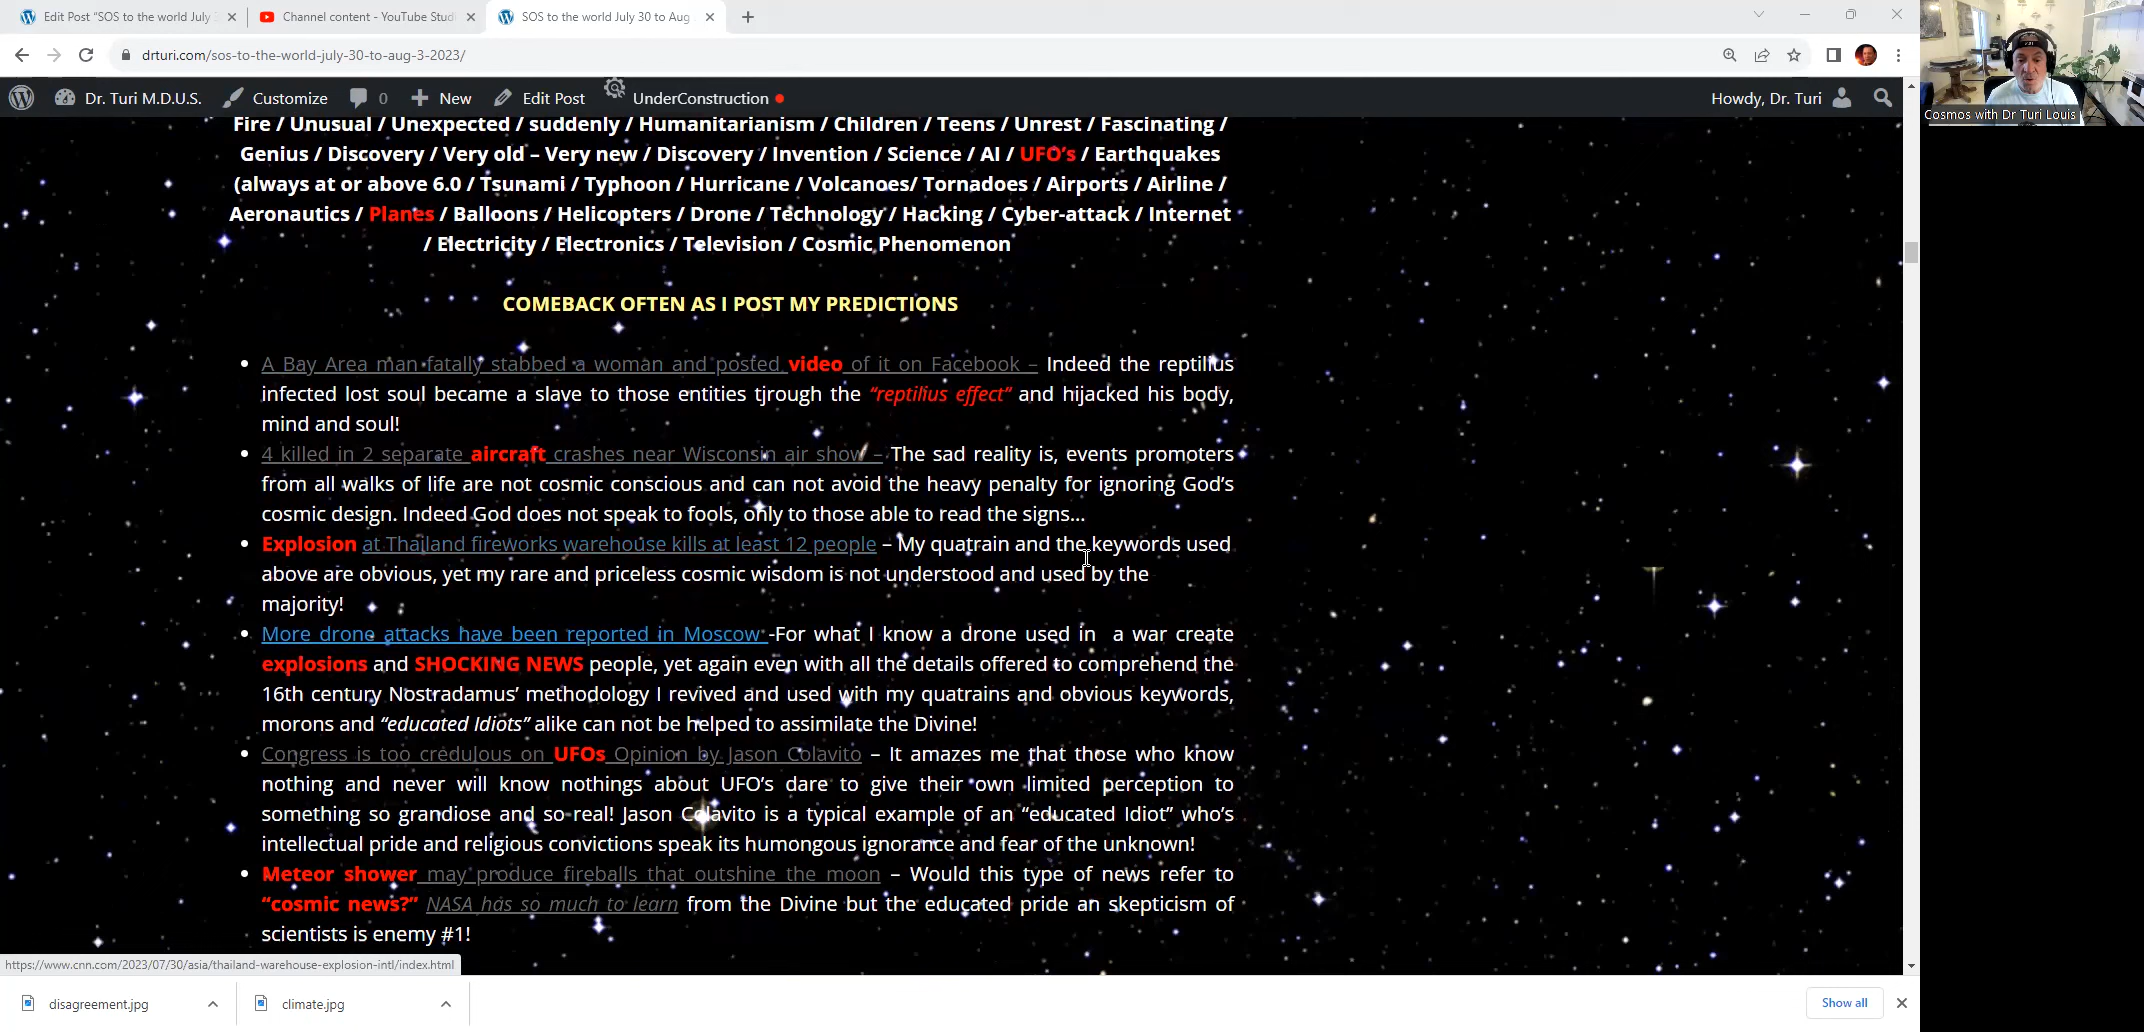 Edit Post "SOS to the world July 3
Channel content - YouTube Studi
SOS to the world July 30 to Aug
drturi.com/sos-to-the-world-july-30-to-aug-3-2023/
Dr. Turi M.D.U.S.
Customize
0
New
Edit Post
UnderConstruction
Howdy, Dr. Turi
Cosmos with Dr Turi Louis
Fire / Unusual / Unexpected / suddenly / Humanitarianism / Children / Teens / Unrest / Fascinating /
Genius / Discovery / Very old – Very new / Discovery / Invention / Science / AI / UFO's / Earthquakes
(always at or above 6.0 / Tsunami / Typhoon / Hurricane / Volcanoes/ Tornadoes / Airports / Airline /
Aeronautics / Planes / Balloons / Helicopters / Drone / Technology / Hacking / Cyber-attack / Internet
/ Electricity / Electronics / Television / Cosmic Phenomenon
COMEBACK OFTEN AS I POST MY PREDICTIONS
A Bay Area man fatally stabbed a woman and posted video of it on Facebook – Indeed the reptilius
infected lost soul became a slave to those entities tjrough the "reptilius effect" and hijacked his body,
mind and soul!
4 killed in 2 separate aircraft crashes near Wisconsin air show – The sad reality is, events promoters
from all walks of life are not cosmic conscious and can not avoid the heavy penalty for ignoring God's
cosmic design. Indeed God does not speak to fools, only to those able to read the signs...
Explosion at Thailand fireworks warehouse kills at least 12 people – My quatrain and the keywords used
above are obvious, yet my rare and priceless cosmic wisdom is not understood and used by the
majority!
More drone attacks have been reported in Moscow -For what I know a drone used in a war create
explosions and SHOCKING NEWS people, yet again even with all the details offered to comprehend the
16th century Nostradamus' methodology I revived and used with my quatrains and obvious keywords,
morons and "educated Idiots" alike can not be helped to assimilate the Divine!
Congress is too credulous on UFOs Opinion by Jason Colavito – It amazes me that those who know
nothing and never will know nothings about UFO's dare to give their own limited perception to
something so grandiose and so real! Jason Colavito is a typical example of an "educated Idiot" who's
intellectual pride and religious convictions speak its humongous ignorance and fear of the unknown!
Meteor shower may produce fireballs that outshine the moon – Would this type of news refer to
"cosmic news?" NASA has so much to learn from the Divine but the educated pride an skepticism of
scientists is enemy #1!
https://www.cnn.com/2023/07/30/asia/thailand-warehouse-explosion-intl/index.html
disagreement.jpg
climate.jpg
Show all